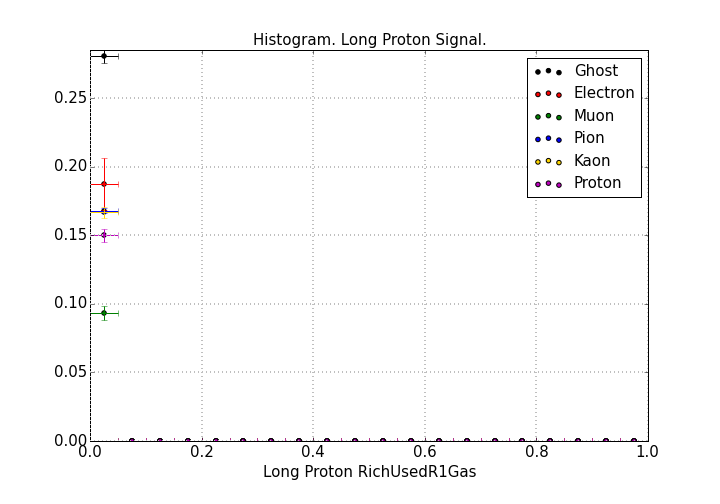 Histogram. Long Proton Signal.
Ghost
Electron
Muon
Pion
Kaon
Proton
0.25
0.20
0.15
0.10
0.05
0.00
0.0 0.2 0.4 0.6 0.8 1.0
Long Proton RichUsedR1Gas